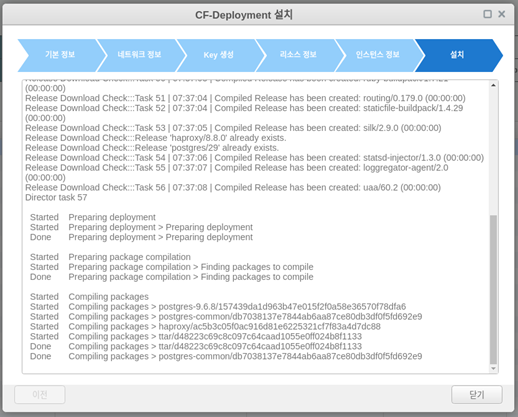 CF-Deployment 설치
기본 정보
네트워크 정보
Key 생성
리소스 정보
인스턴스 정보
설치
(00:00:00)
Release Download Check:::Task 51 | 07:37:04 | Compiled Release has been created: routing/0.179.0 (00:00:00)
Release Download Check:::Task 52 | 07:37:04 | Compiled Release has been created: staticfile-buildpack/1.4.29
(00:00:00)
Release Download Check:::Task 53 | 07:37:05 | Compiled Release has been created: silk/2.9.0 (00:00:00)
Release Download Check:::Release 'haproxy/8.8.0' already exists.
Release Download Check:::Release 'postgres/29' already exists.
Release Download Check:::Task 54 | 07:37:06 | Compiled Release has been created: statsd-injector/1.3.0 (00:00:00)
Release Download Check:::Task 55 | 07:37:07 | Compiled Release has been created: loggregator-agent/2.0
(00:00:00)
Release Download Check:::Task 56 | 07:37:08 | Compiled Release has been created: uaa/60.2 (00:00:00)
Director task 57
Started Preparing deployment
Started Preparing deployment > Preparing deployment
Done Preparing deployment > Preparing deployment
Started Preparing package compilation
Started Preparing package compilation > Finding packages to compile
Done Preparing package compilation > Finding packages to compile
Started Compiling packages
Started Compiling packages > postgres-9.6.8/157439da1d963b47e015f2f0a58e36570f78dfa6
Started Compiling packages > postgres-common/db7038137e7844ab6aa87ce80db3df0f5fd692e9
Started Compiling packages > haproxy/ac5b3c05f0ac916d81e6225321cf7f83a4d7dc88
Started Compiling packages > ttar/d48223c69c8c097c64caad1055e0ff024b8f1133
Done Compiling packages > ttar/d48223c69c8c097c64caad1055e0ff024b8f1133
Done Compiling packages > postgres-common/db7038137e7844ab6aa87ce80db3df0f5fd692e9
이전
닫기